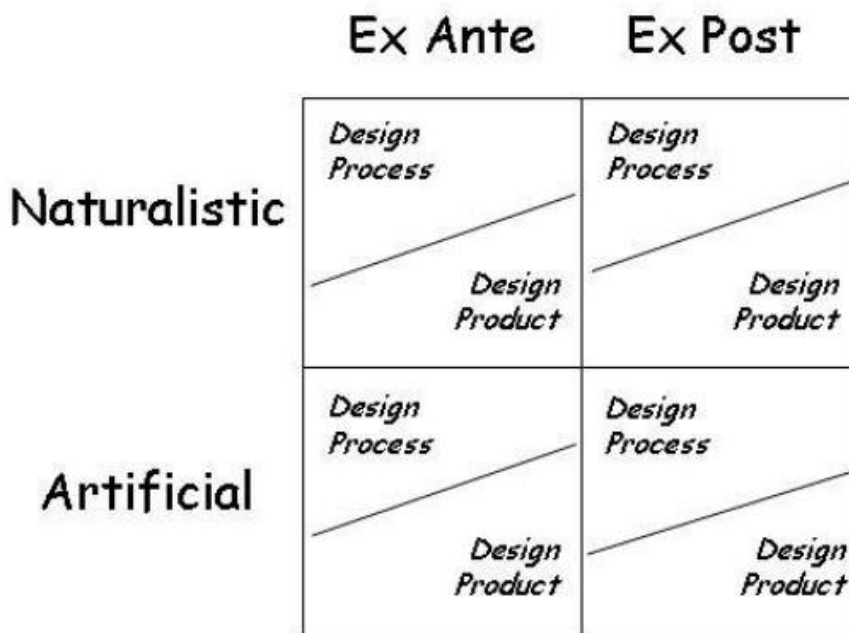 Ex Ante Ex Post
Naturalistic
Design
Process
Design
Product
Design
Process
Design
Product
Artificial
Design
Process
Design
Product
Design
Process
Design
Product